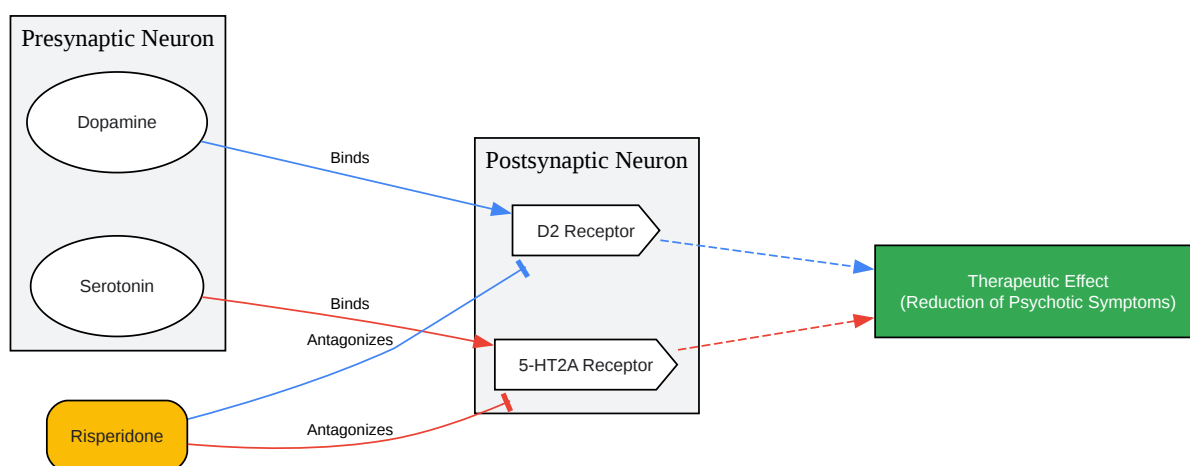 Presynaptic Neuron
Dopamine
Binds
Postsynaptic Neuron
D2 Receptor
Serotonin
Binds
Antagonizes
Therapeutic Effect
(Reduction of Psychotic Symptoms)
5-HT2A Receptor
Risperidone
Antagonizes